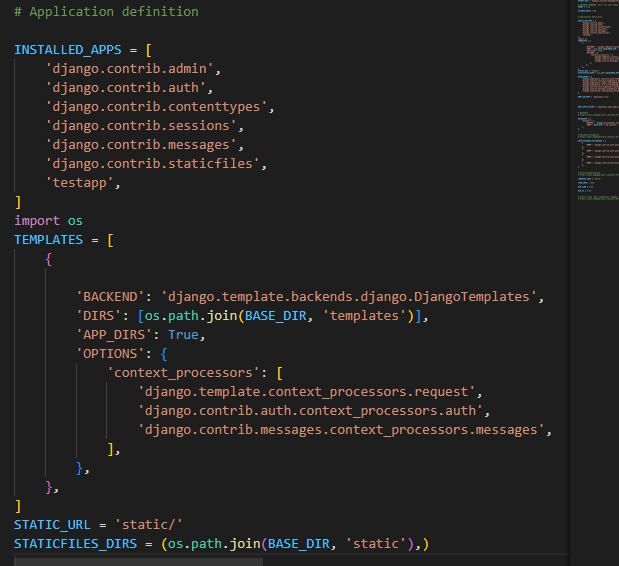 # Application definition
INSTALLED_APPS = [
    'django.contrib.admin',
    'django.contrib.auth',
    'django.contrib.contenttypes',
    'django.contrib.sessions',
    'django.contrib.messages',
    'django.contrib.staticfiles',
    'testapp',
]
import os
TEMPLATES = [
    {
        'BACKEND': 'django.template.backends.django.DjangoTemplates',
        'DIRS': [os.path.join(BASE_DIR, 'templates')],
        'APP_DIRS': True,
        'OPTIONS': {
            'context_processors': [
                'django.template.context_processors.request',
                'django.contrib.auth.context_processors.auth',
                'django.contrib.messages.context_processors.messages',
            ],
        },
    },
]
STATIC_URL = 'static/'
STATICFILES_DIRS = (os.path.join(BASE_DIR, 'static'),)